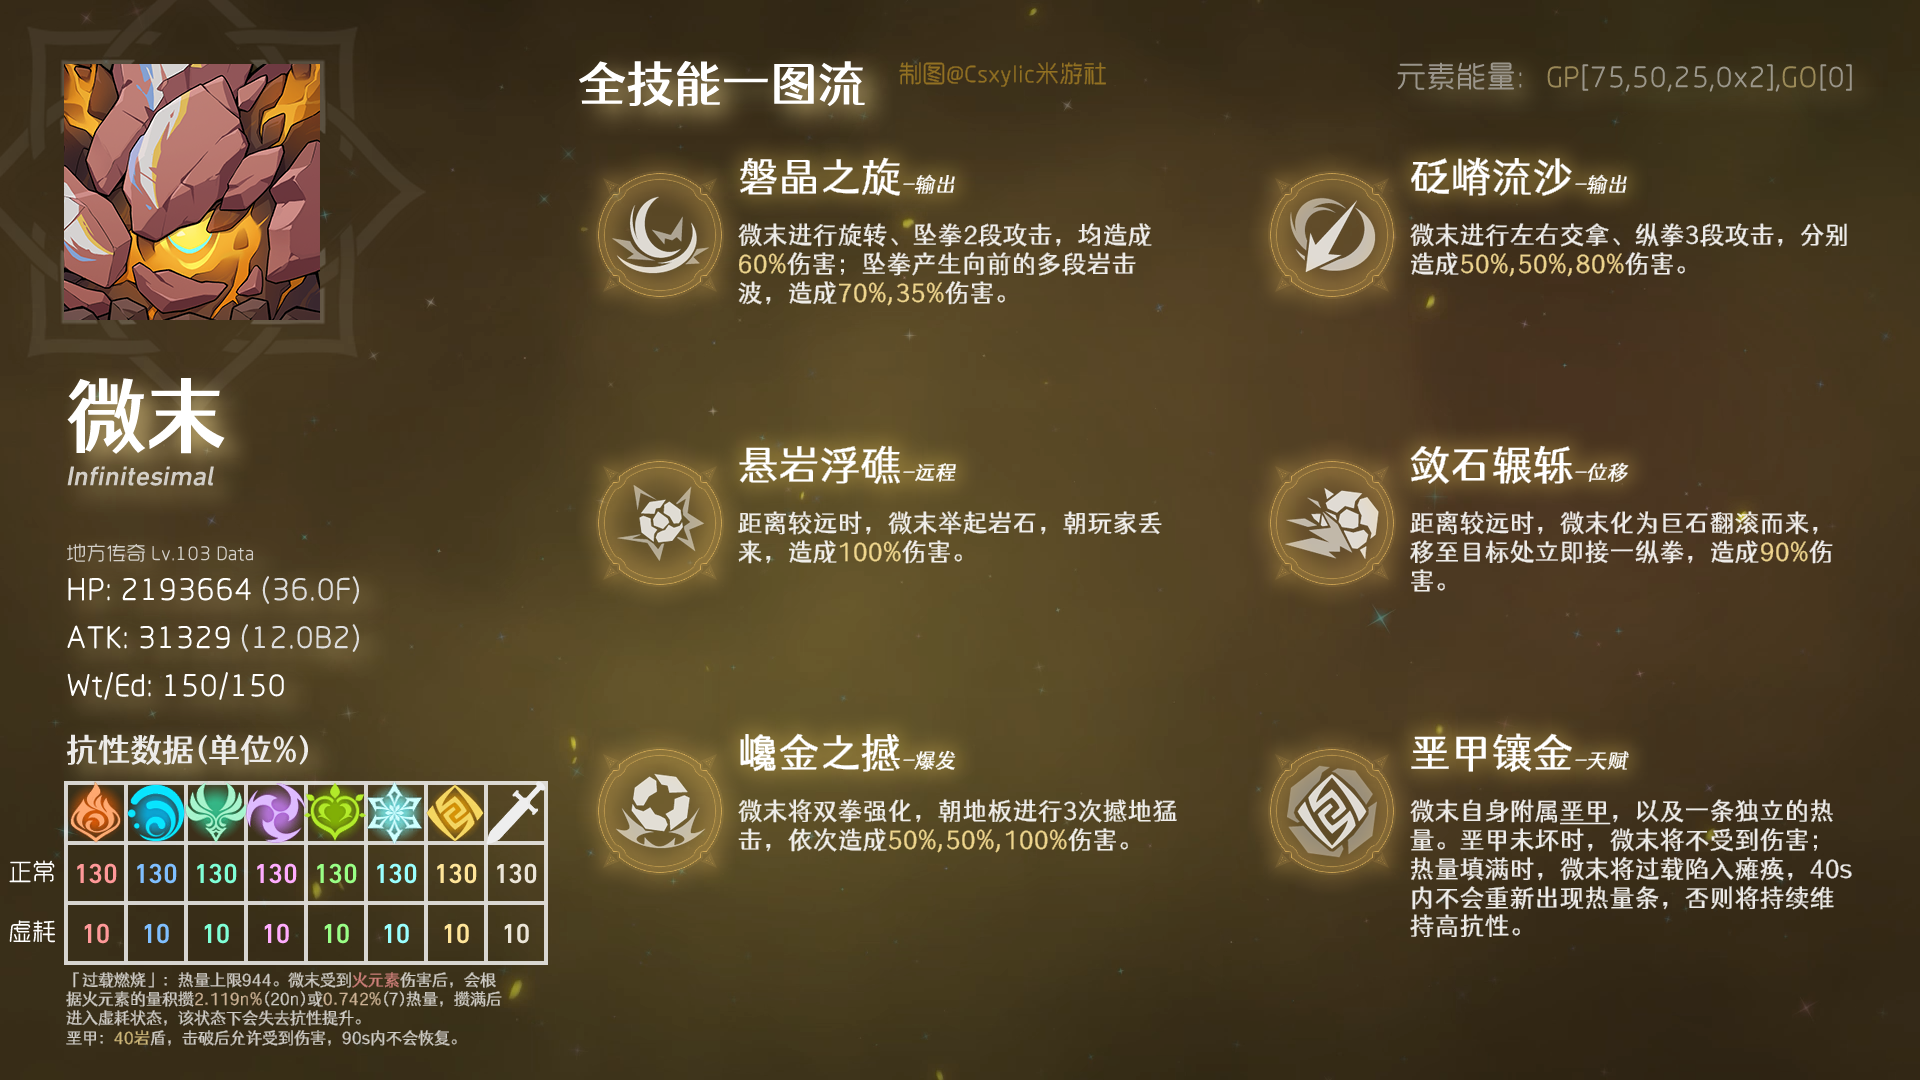 全技能一图流
制图@Csxylic米游社
元素能量: GP[75,50,25,0x2],GO[0]
微末
Infinitesimal
地方传奇 Lv.103 Data
HP: 2193664 (36.0F)
ATK: 31329 (12.0B2)
Wt/Ed: 150/150
抗性数据(单位%)
正常 130 130 130 130 130 130 130 130
虚耗 10 10 10 10 10 10 10 10
「过载燃烧」: 热量上限944。微末受到火元素伤害后，会根
据火元素的量积攒2.119n%(20n)或0.742%(7)热量，攒满后
进入虚耗状态，该状态下会失去抗性提升。
垩甲: 40岩盾，击破后允许受到伤害，90s内不会恢复。
磐晶之旋-输出
微末进行旋转、坠拳2段攻击，均造成
60%伤害；坠拳产生向前的多段岩击
波，造成70%,35%伤害。
砭嵴流沙-输出
微末进行左右交拿、纵拳3段攻击，分别
造成50%,50%,80%伤害。
悬岩浮礁-远程
距离较远时，微末举起岩石，朝玩家丢
来，造成100%伤害。
敛石辗轹-位移
距离较远时，微末化为巨石翻滚而来，
移至目标处立即接一纵拳，造成90%伤
害。
巉金之撼-爆发
微末将双拳强化，朝地板进行3次撼地猛
击，依次造成50%,50%,100%伤害。
垩甲镶金-天赋
微末自身附属垩甲，以及一条独立的热
量。垩甲未坏时，微末将不受到伤害；
热量填满时，微末将过载陷入瘫痪，40s
内不会重新出现热量条，否则将持续维
持高抗性。